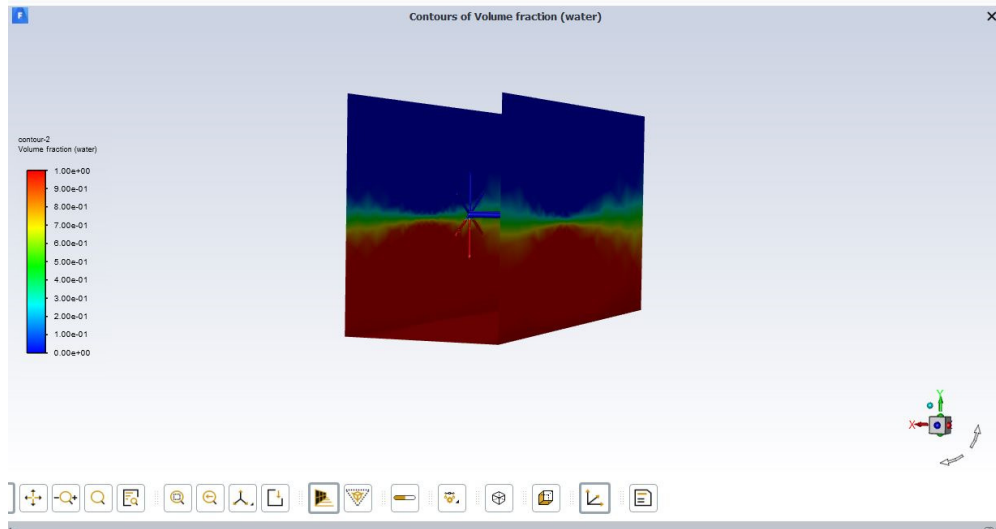 F
Contours of Volume fraction (water)
contour-2
Volume fraction (water)
1.00e+00
9.00e-01
8.00e-01
7.00e-01
6.00e-01
5.00e-01
4.00e-01
3.00e-01
2.00e-01
1.00e-01
0.00e+00
Y
X